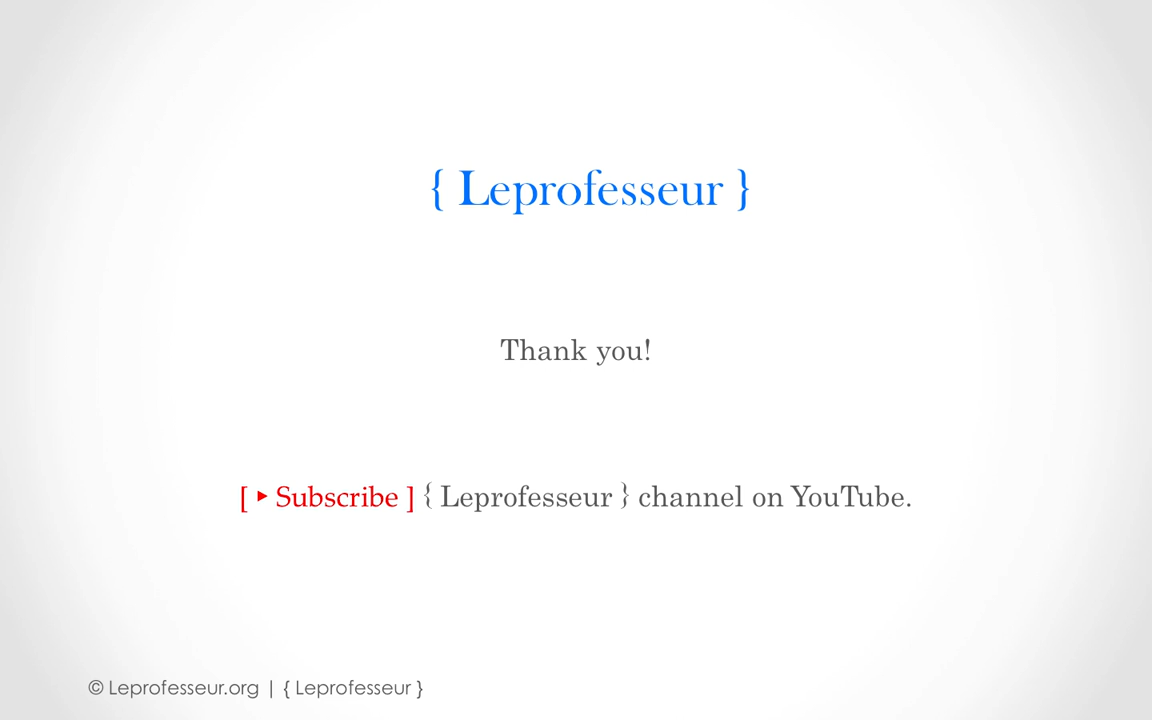 { Leprofesseur }
Thank you!
[ ‣ Subscribe ] { Leprofesseur } channel on YouTube.
© Leprofesseur.org | { Leprofesseur }